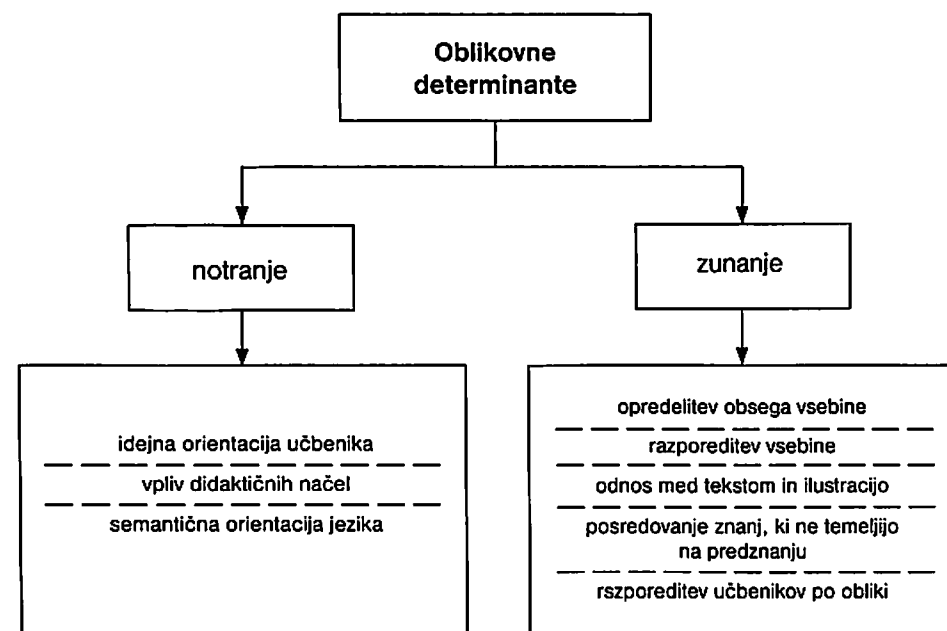 Oblikovne
determinante
notranje
zunanje
idejna orientacija učbenika
vpliv didaktičnih načel
semantična orientacija jezika
opredelitev obsega vsebine
razporeditev vsebine
odnos med tekstom in ilustracijo
posredovanje znanj, ki ne temeljijo
na predznanju
rszporeditev učbenikov po obliki